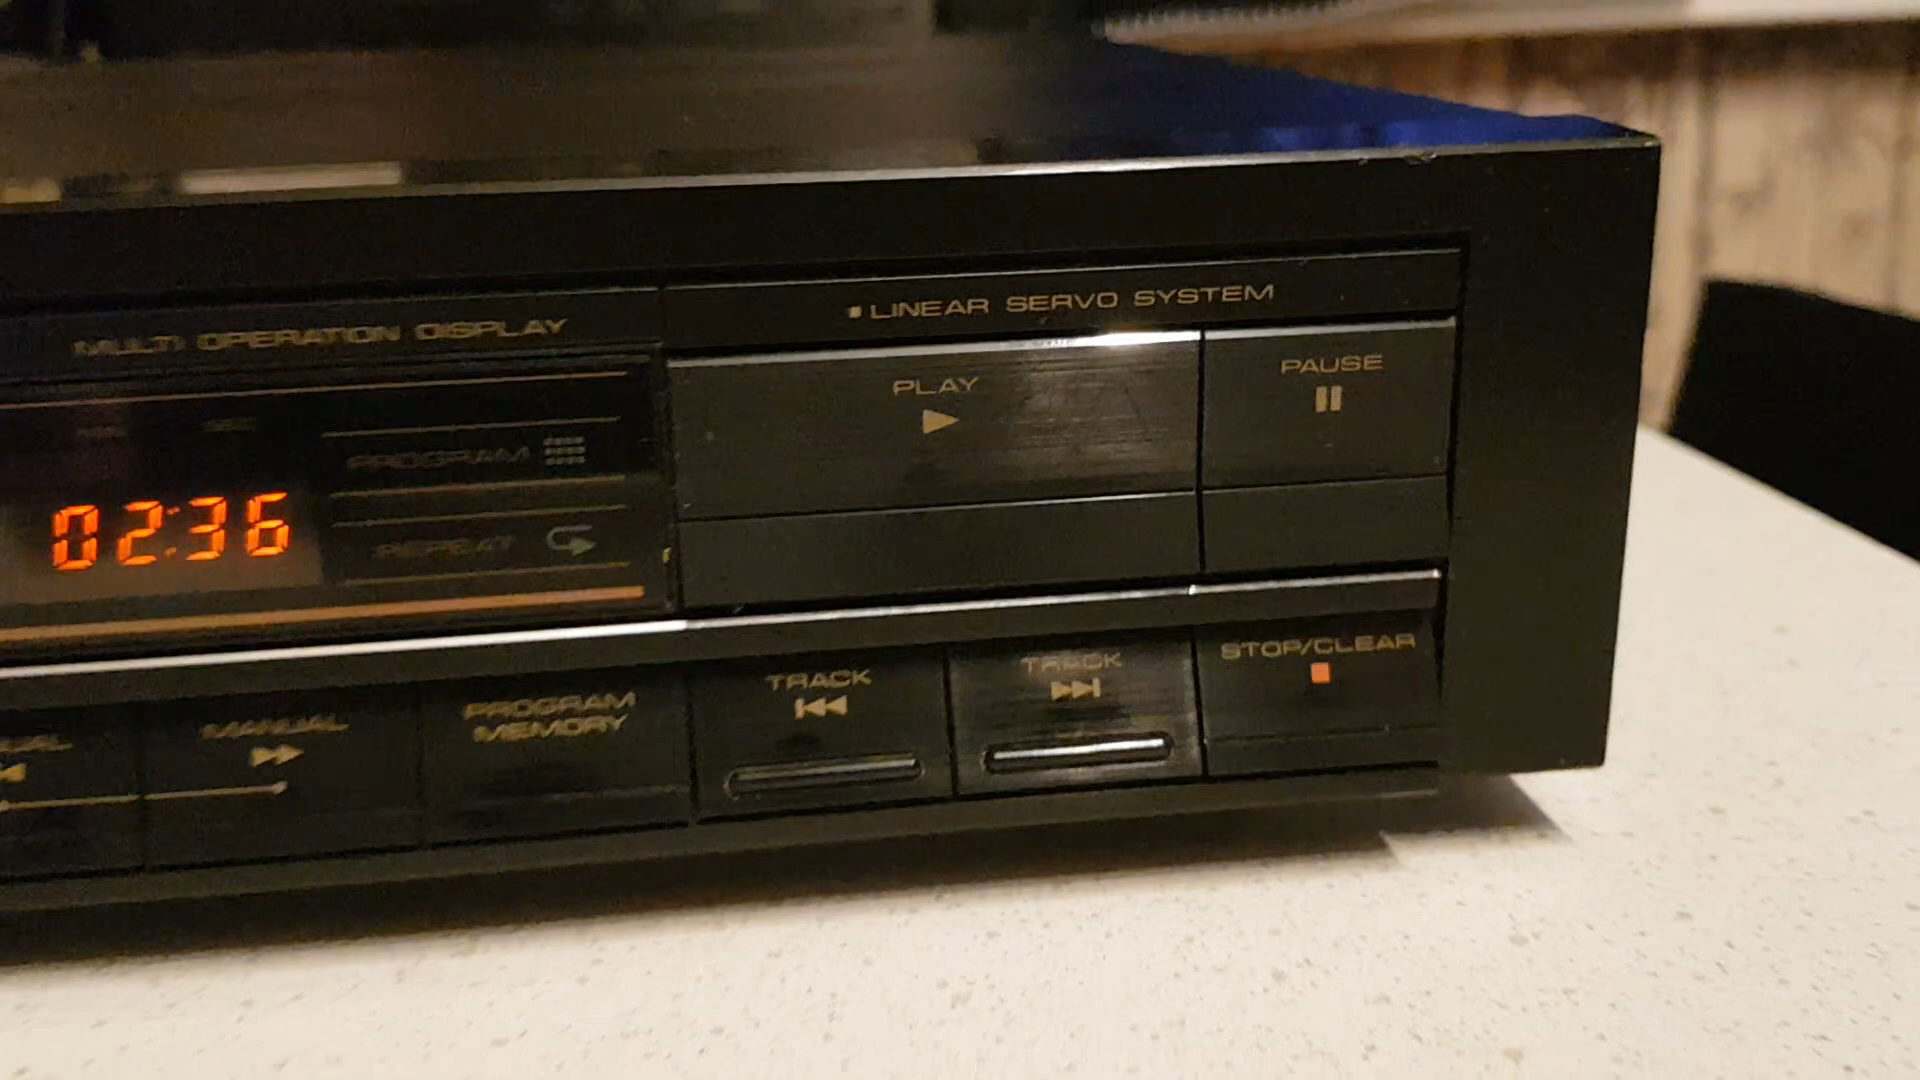 MULTI OPERATION DISPLAY
LINEAR SERVO SYSTEM
PLAY
PAUSE
PROGRAM
02:36
REPEAT
MANUAL
PROGRAM
MEMORY
TRACK
TRACK
STOP/CLEAR